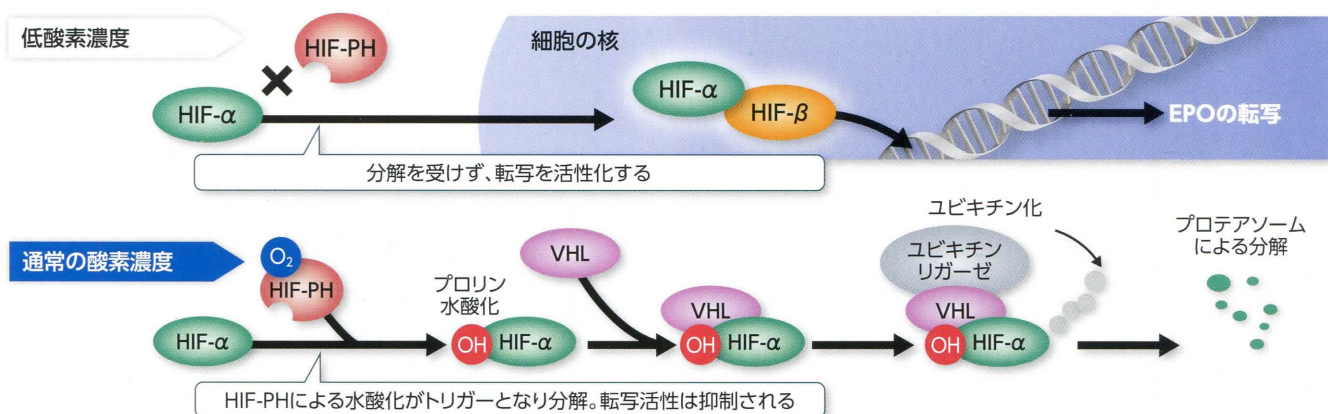 低酸素濃度
HIF-PH
HIF-α
細胞の核
HIF-α
HIF-β
EPOの転写
分解を受けず、転写を活性化する
通常の酸素濃度
O2
HIF-PH
HIF-α
プロリン
水酸化
OH
HIF-α
VHL
VHL
OH
HIF-α
ユビキチン
リガーゼ
VHL
OH
HIF-α
ユビキチン化
プロテアソーム
による分解
HIF-PHによる水酸化がトリガーとなり分解。転写活性は抑制される